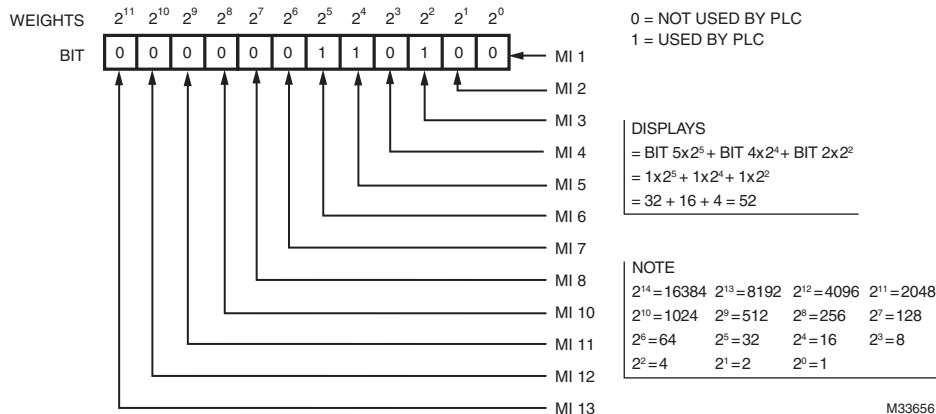 WEIGHTS 2¹¹ 2¹⁰ 2⁹ 2⁸ 2⁷ 2⁶ 2⁵ 2⁴ 2³ 2² 2¹ 2⁰
BIT 0 0 0 0 0 0 1 1 0 1 0 0
MI 1
MI 2
MI 3
MI 4
MI 5
MI 6
MI 7
MI 8
MI 10
MI 11
MI 12
MI 13
0 = NOT USED BY PLC
1 = USED BY PLC
DISPLAYS
= BIT 5x2⁵ + BIT 4x2⁴ + BIT 2x2²
= 1x2⁵ + 1x2⁴ + 1x2²
= 32 + 16 + 4 = 52
NOTE
2¹⁴=16384 2¹³=8192 2¹²=4096 2¹¹=2048
2¹⁰=1024 2⁹=512 2⁸=256 2⁷=128
2⁶=64 2⁵=32 2⁴=16 2³=8
2²=4 2¹=2 2⁰=1
M33656